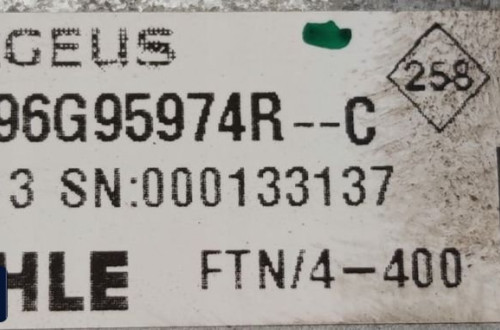 GEUS
258
96G95974R--C
3 SN:000133137
HLE FTN/4-400